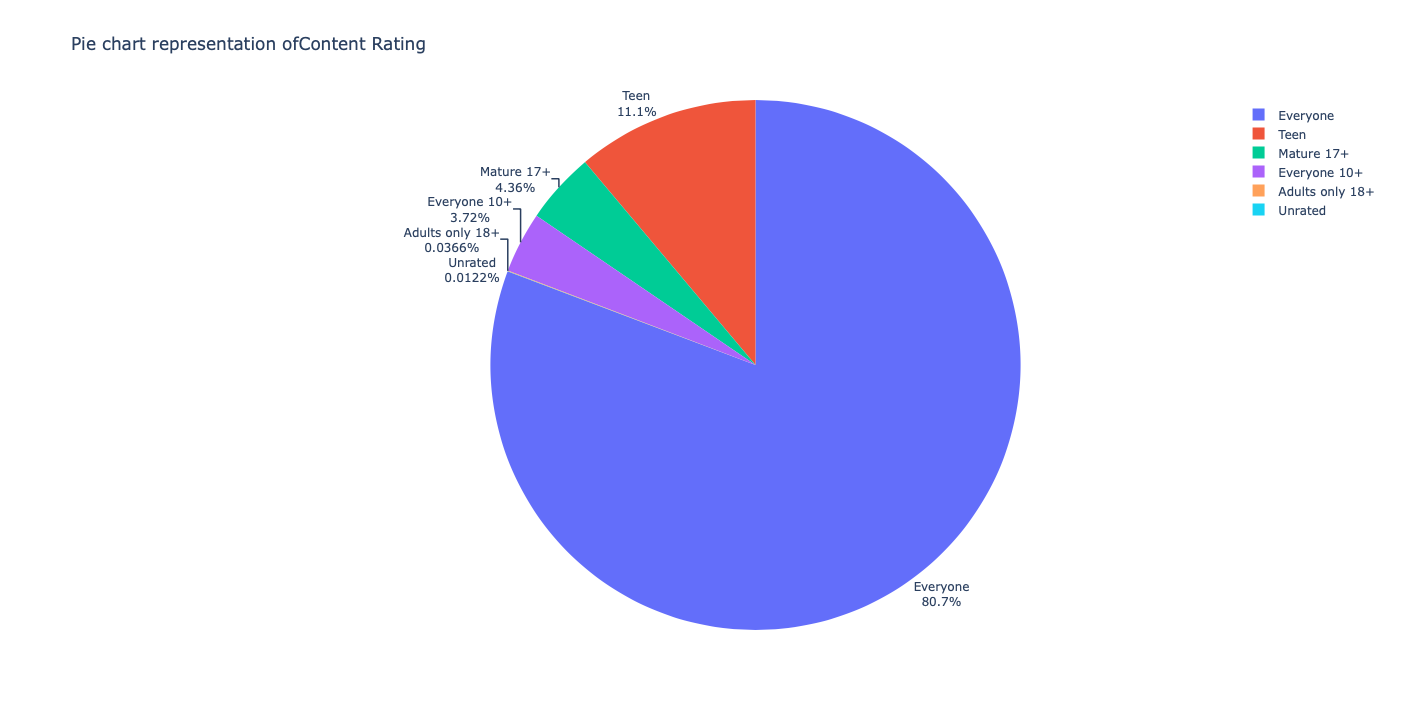 Pie chart representation ofContent Rating
Teen
11.1%
Mature 17+
4.36%
Everyone 10+
3.72%
Adults only 18+
0.0366%
Unrated
0.0122%
Everyone
80.7%
Everyone
Teen
Mature 17+
Everyone 10+
Adults only 18+
Unrated